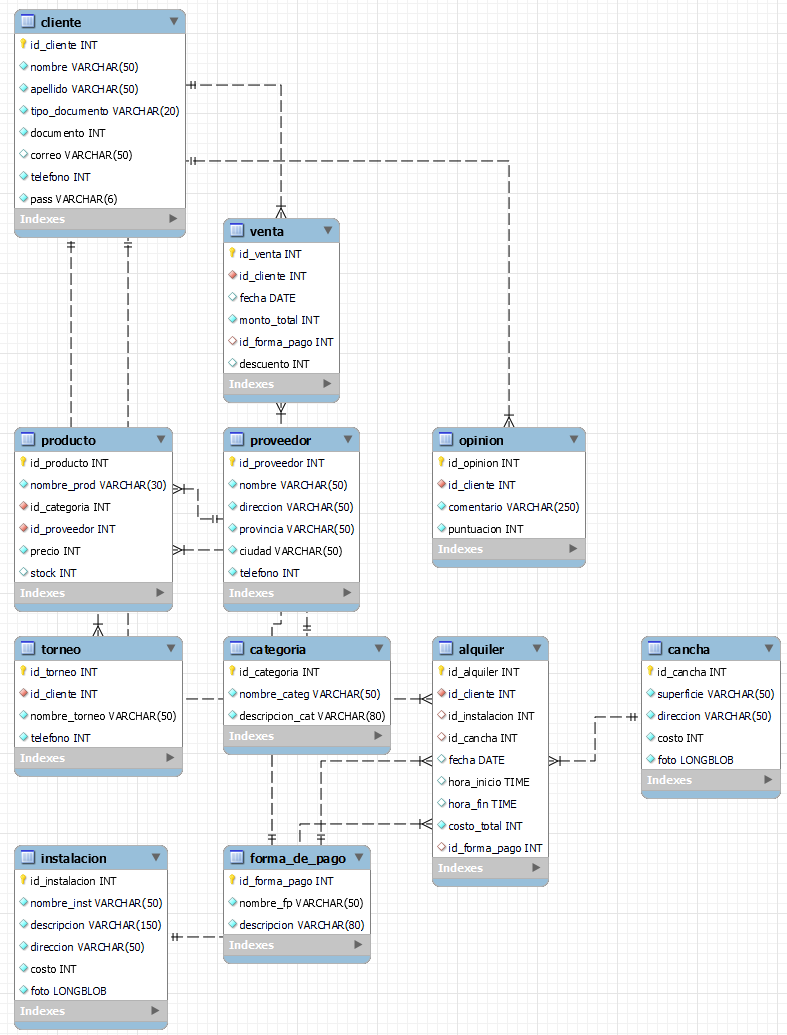 cliente
id_cliente INT
nombre VARCHAR(50)
apellido VARCHAR(50)
tipo_documento VARCHAR(20)
documento INT
correo VARCHAR(50)
telefono INT
pass VARCHAR(6)
Indexes
venta
id_venta INT
id_cliente INT
fecha DATE
monto_total INT
id_forma_pago INT
descuento INT
Indexes
producto
id_producto INT
nombre_prod VARCHAR(30)
id_categoria INT
id_proveedor INT
precio INT
stock INT
Indexes
proveedor
id_proveedor INT
nombre VARCHAR(50)
direccion VARCHAR(50)
provincia VARCHAR(50)
ciudad VARCHAR(50)
telefono INT
Indexes
opinion
id_opinion INT
id_cliente INT
comentario VARCHAR(250)
puntuacion INT
Indexes
torneo
id_torneo INT
id_cliente INT
nombre_torneo VARCHAR(50)
telefono INT
Indexes
categoria
id_categoria INT
nombre_categ VARCHAR(50)
descripcion_cat VARCHAR(80)
Indexes
alquiler
id_alquiler INT
id_cliente INT
id_instalacion INT
id_cancha INT
fecha DATE
hora_inicio TIME
hora_fin TIME
costo_total INT
id_forma_pago INT
Indexes
cancha
id_cancha INT
superficie VARCHAR(50)
direccion VARCHAR(50)
costo INT
foto LONGBLOB
Indexes
instalacion
id_instalacion INT
nombre_inst VARCHAR(50)
descripcion VARCHAR(150)
direccion VARCHAR(50)
costo INT
foto LONGBLOB
Indexes
forma_de_pago
id_forma_pago INT
nombre_fp VARCHAR(50)
descripcion VARCHAR(80)
Indexes